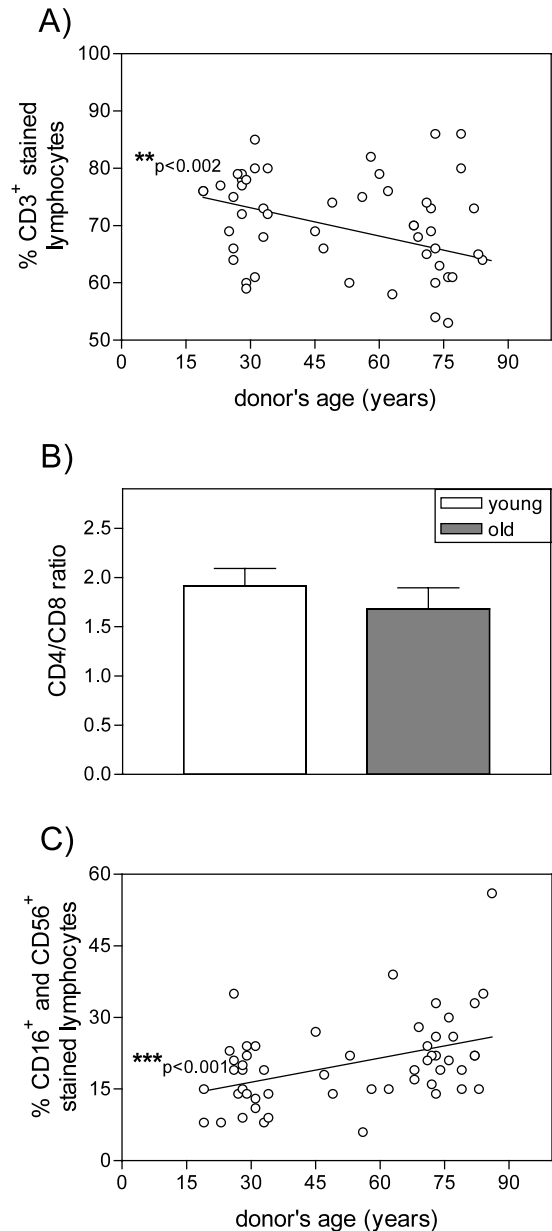 A)
% CD3+ stained
lymphocytes
100
90
80
70
60
50
**p<0.002
0 15 30 45 60 75 90
donor's age (years)
B)
CD4/CD8 ratio
2.5
2.0
1.5
1.0
0.5
0.0
young
old
C)
% CD16+ and CD56+
stained lymphocytes
60
45
30
15
0
***p<0.001
0 15 30 45 60 75 90
donor's age (years)